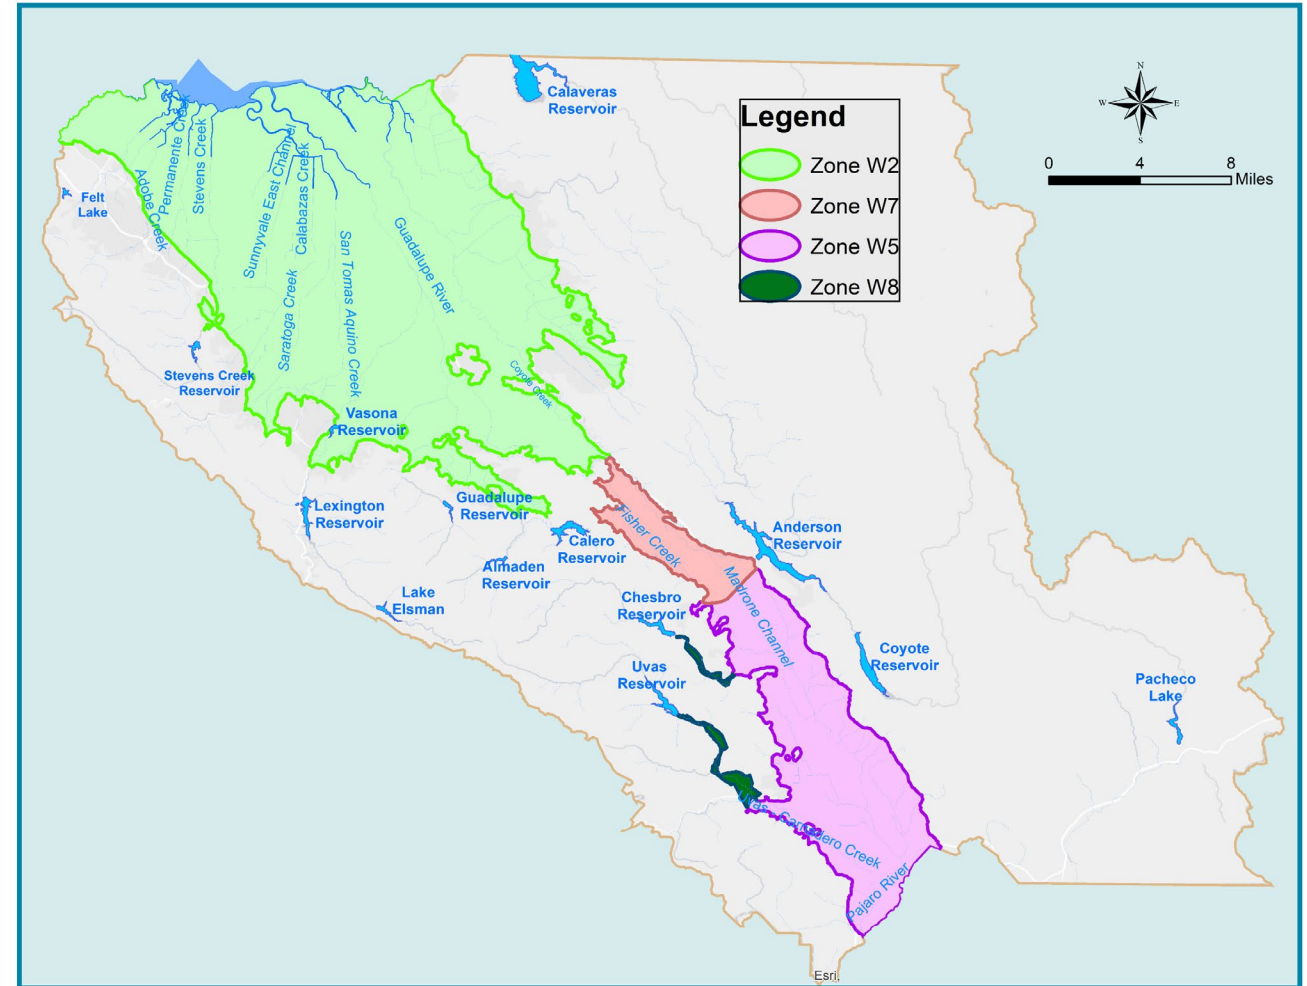 Calaveras
Reservoir
Legend
Zone W2
Zone W7
Zone W5
Zone W8
N
W
E
S
0
4
8
Miles
Felt
Lake
Adobe Creek
Permanente Creek
Stevens Creek
Sunnyvale East Channel
Calabazas Creek
Saratoga Creek
San Tomas Aquino Creek
Guadalupe River
Coyote Creek
Stevens Creek
Reservoir
Vasona
Reservoir
Lexington
Reservoir
Guadalupe
Reservoir
Calero
Reservoir
Almaden
Reservoir
Lake
Elsman
Fisher Creek
Anderson
Reservoir
Madrone Channel
Chesbro
Reservoir
Uvas
Reservoir
Coyote
Reservoir
Pacheco
Lake
Uvas - Carnadero Creek
Pajaro River
Esri,